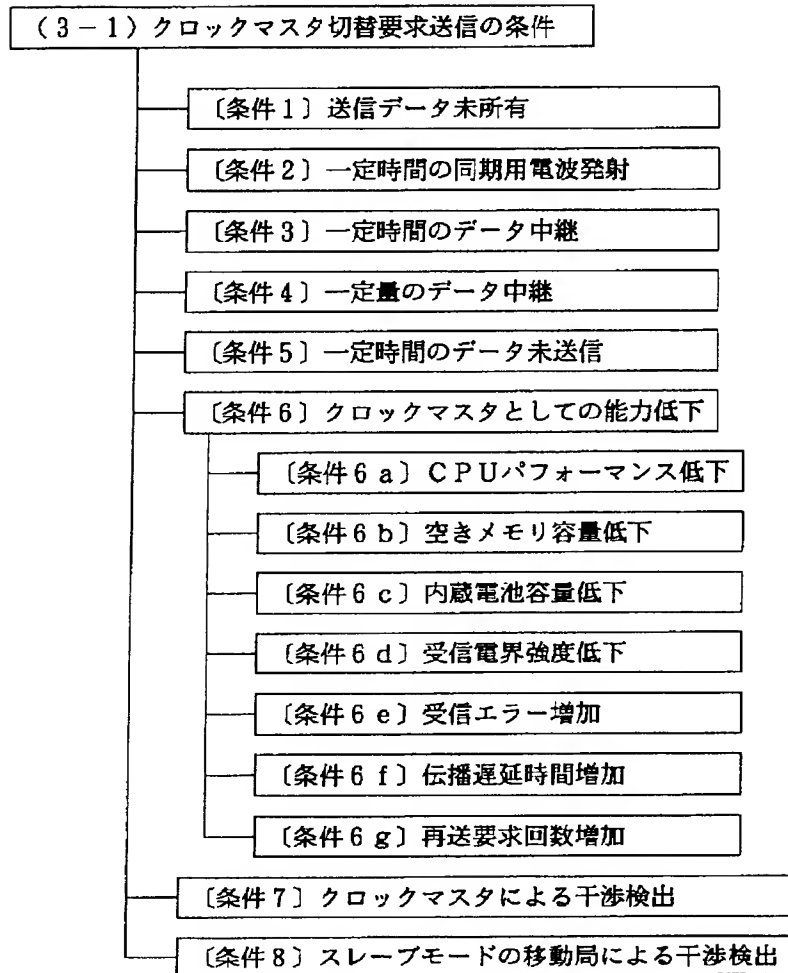 （３－１）クロックマスタ切替要求送信の条件
〔条件１〕送信データ未所有
〔条件２〕一定時間の同期用電波発射
〔条件３〕一定時間のデータ中継
〔条件４〕一定量のデータ中継
〔条件５〕一定時間のデータ未送信
〔条件６〕クロックマスタとしての能力低下
〔条件６ａ〕ＣＰＵパフォーマンス低下
〔条件６ｂ〕空きメモリ容量低下
〔条件６ｃ〕内蔵電池容量低下
〔条件６ｄ〕受信電界強度低下
〔条件６ｅ〕受信エラー増加
〔条件６ｆ〕伝播遅延時間増加
〔条件６ｇ〕再送要求回数増加
〔条件７〕クロックマスタによる干渉検出
〔条件８〕スレーブモードの移動局による干渉検出